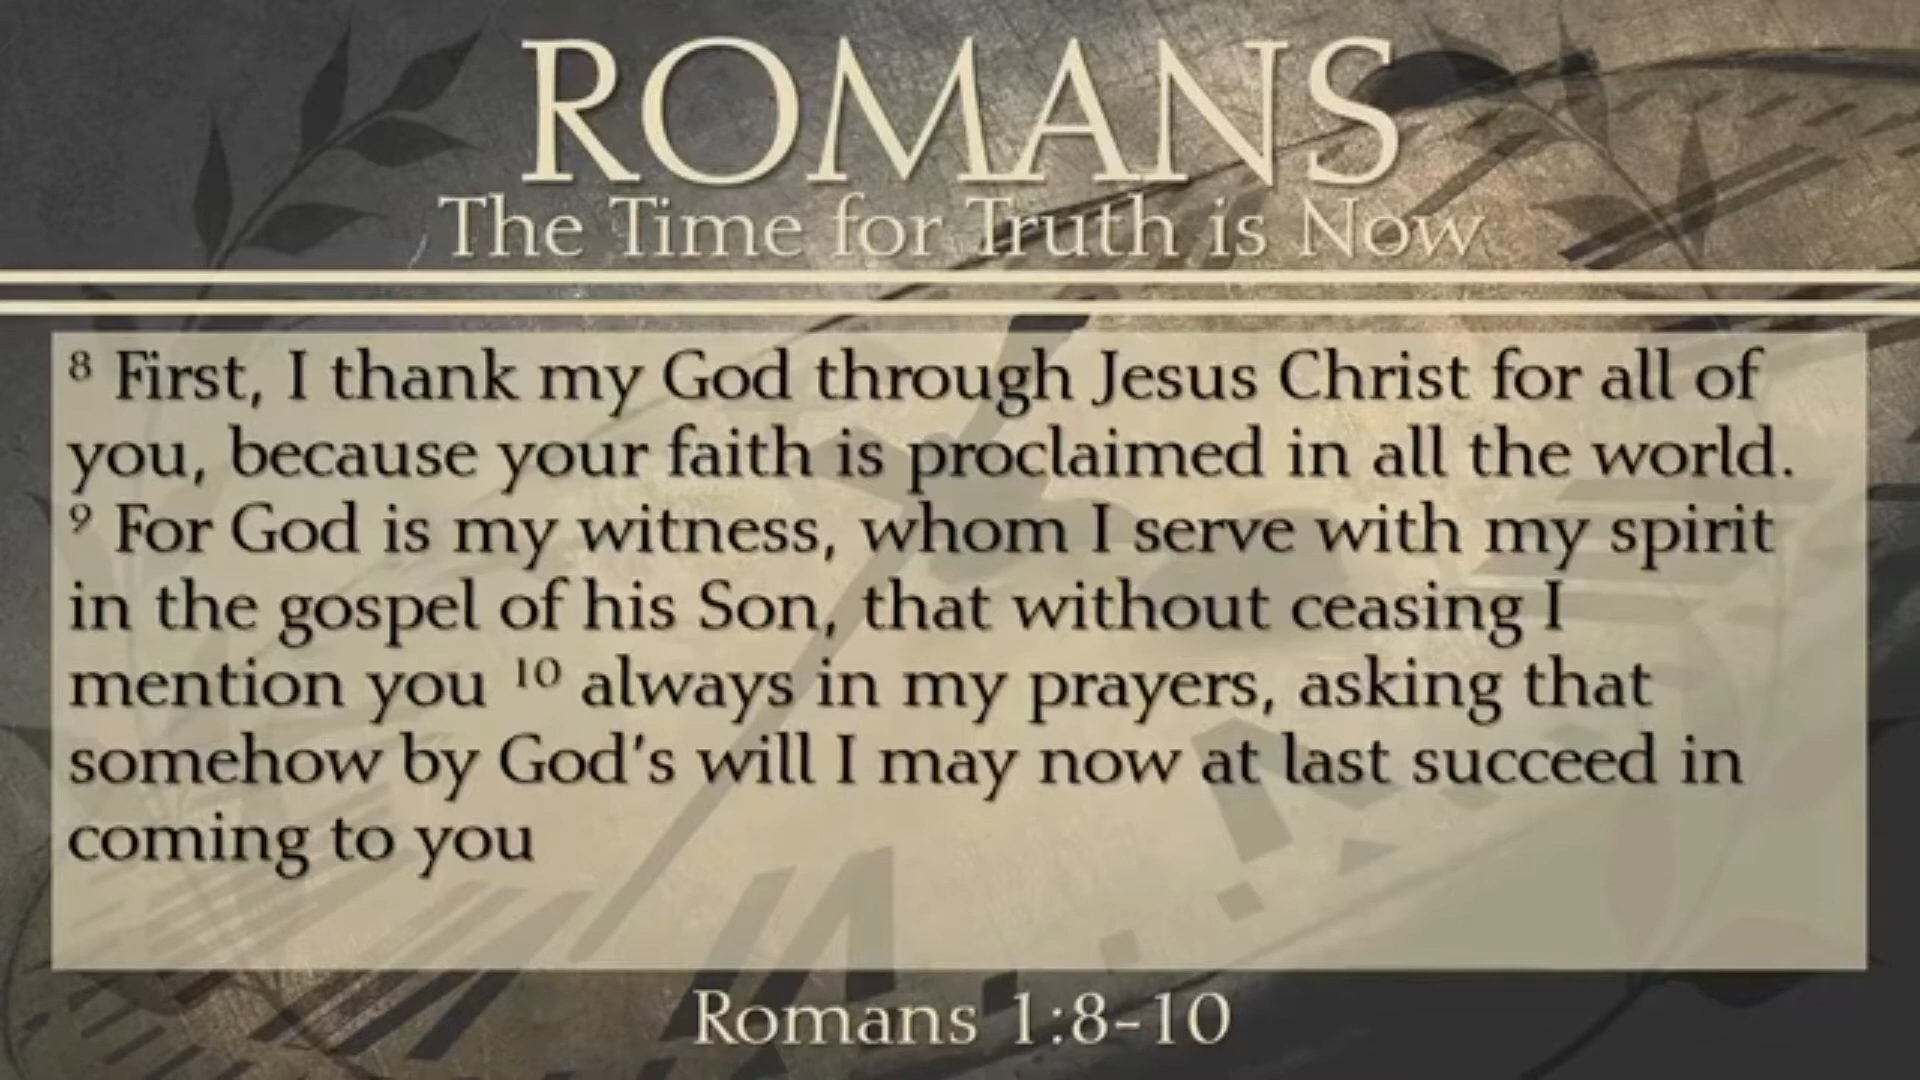 ROMANS
The Time for Truth is Now
⁸ First, I thank my God through Jesus Christ for all of
you, because your faith is proclaimed in all the world.
⁹ For God is my witness, whom I serve with my spirit
in the gospel of his Son, that without ceasing I
mention you ¹⁰ always in my prayers, asking that
somehow by God’s will I may now at last succeed in
coming to you
Romans 1:8-10